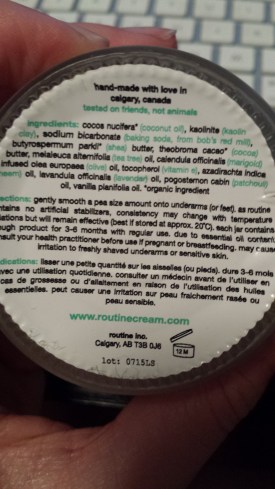 hand-made with love in
calgary, canada
tested on friends, not animals
ingredients: cocos nucifera* (coconut oil), kaolinite (kaolin
clay), sodium bicarbonate (baking soda, from bob's red mill),
butyrospermum parkii* (shea) butter, theobroma cacao* (cocoa)
butter, melaleuca alternifolia (tea tree) oil, calendula officinalis (marigold)
infused olea europaea (olive) oil, tocopherol (vitamin e), azadirachta indica
(neem) oil, lavandula officinalis (lavender) oil, pogostemon cablin (patchouli)
oil, vanilla planifolia oil. *organic ingredient
directions: gently smooth a pea size amount onto underarms (or feet). as routine
contains no artificial stabilizers, consistency may change with temperature
but will remain effective (best if stored at approx. 20°C). each jar contains
enough product for 3-6 months with regular use. due to essential oil content,
consult your health practitioner before use if pregnant or breastfeeding. may cause
irritation to freshly shaved underarms or sensitive skin.
lisser une petite quantité sur les aisselles (ou pieds). dure 3-6 mois
avec une utilisation quotidienne. consulter un médecin avant de l'utiliser en
cas de grossesse ou d'allaitement en raison de l'utilisation des huiles
essentielles. peut causer une irritation sur peau fraichement rasée ou
peau sensible.
www.routinecream.com
routine inc.
Calgary, AB T3B 0J6
12 M
lot: 0715LS